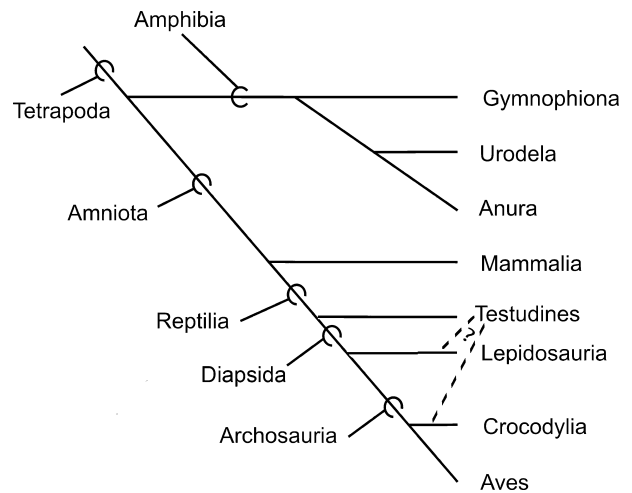 Amphibia
Tetrapoda
Gymnophiona
Urodela
Amniota
Anura
Mammalia
Reptilia
Testudines
?
Lepidosauria
Diapsida
Archosauria
Crocodylia
Aves